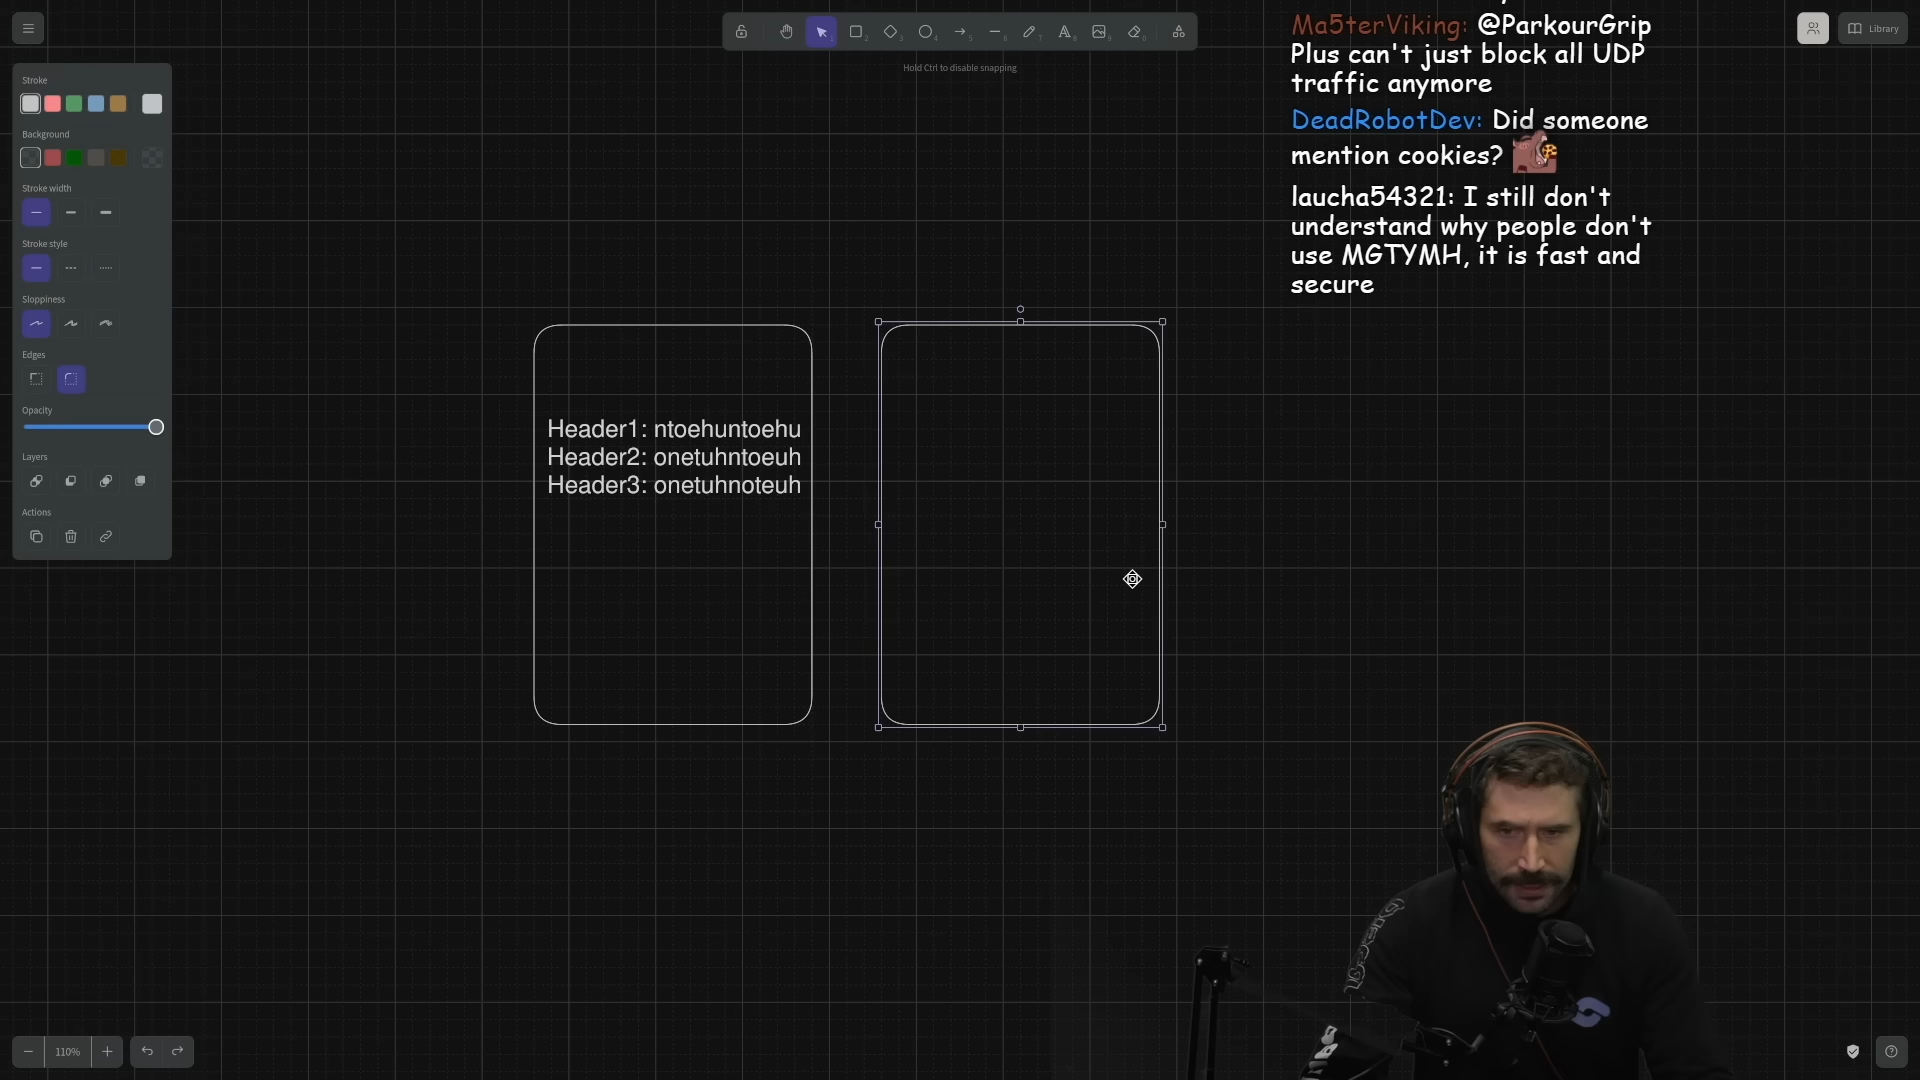 Stroke
Background
Stroke width
Stroke style
Sloppiness
Edges
Opacity
Layers
Actions
Hold Ctrl to disable snapping
Library
Ma5terViking: @ParkourGrip
Plus can't just block all UDP
traffic anymore
DeadRobotDev: Did someone
mention cookies?
laucha54321: I still don't
understand why people don't
use MGTYMH, it is fast and
secure
Header1: ntoehuntoehu
Header2: onetuhntoeuh
Header3: onetuhnoteuh
110%